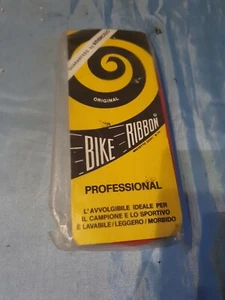 ORIGINAL
BIKE RIBBON
PROFESSIONAL
L'AVVOLGIBILE IDEALE PER
IL CAMPIONE E LO SPORTIVO
È LAVABILE/LEGGERO/MORBIDO